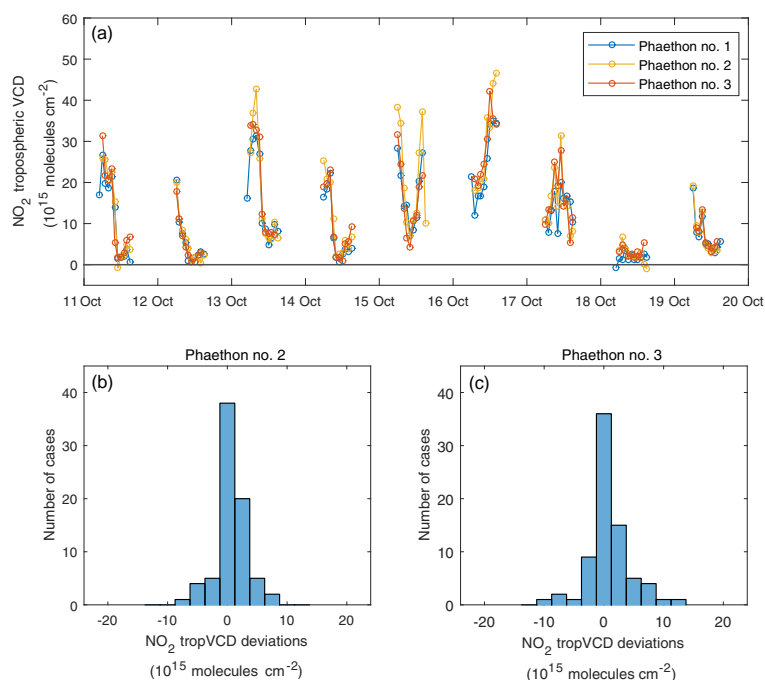 (a)
NO2 tropospheric VCD
(10^15 molecules cm^-2)
60
50
40
30
20
10
0
Phaethon no. 1
Phaethon no. 2
Phaethon no. 3
11 Oct 12 Oct 13 Oct 14 Oct 15 Oct 16 Oct 17 Oct 18 Oct 19 Oct 20 Oct
Phaethon no. 2
(b)
Number of cases
40
30
20
10
0
-20 -10 0 10 20
NO2 tropVCD deviations
(10^15 molecules cm^-2)
Phaethon no. 3
(c)
Number of cases
40
30
20
10
0
-20 -10 0 10 20
NO2 tropVCD deviations
(10^15 molecules cm^-2)